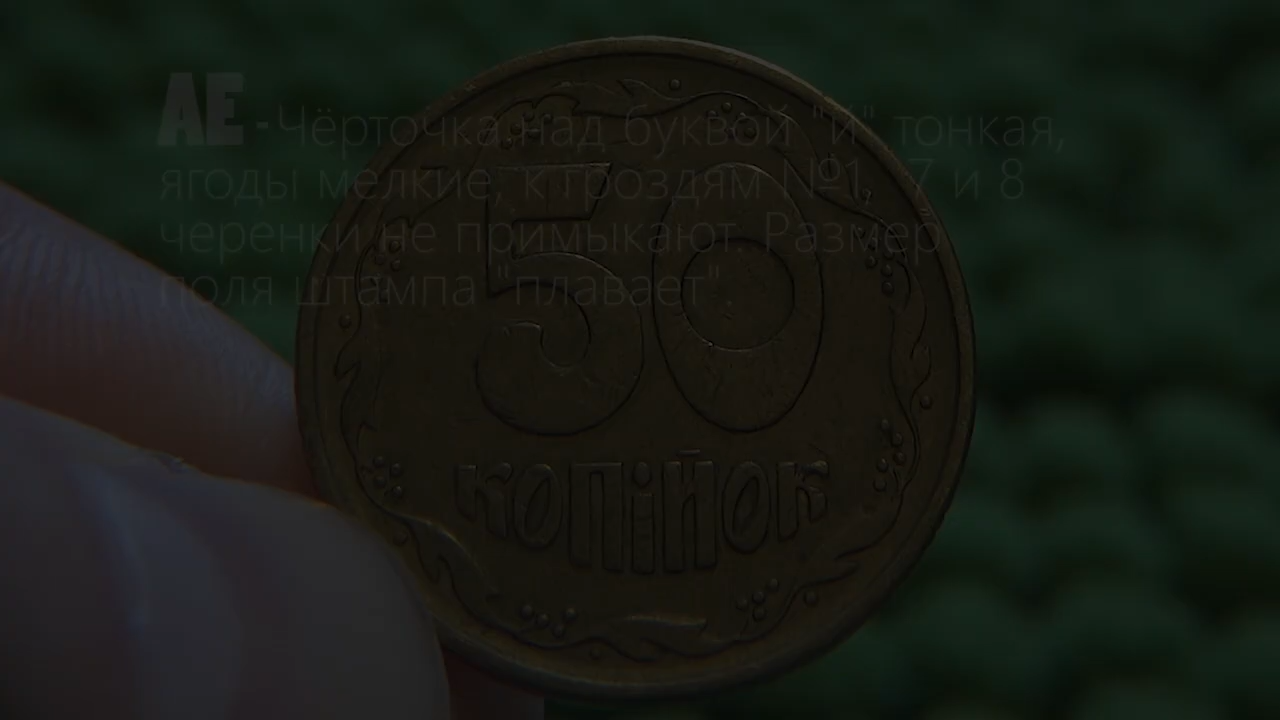 АЕ - Чёрточка над буквой "Й" тонкая,
ягоды мелкие, к гроздям №1, 7 и 8
черенки не примыкают. Размер
поля штампа "плавает"
50
КОПІЙОК